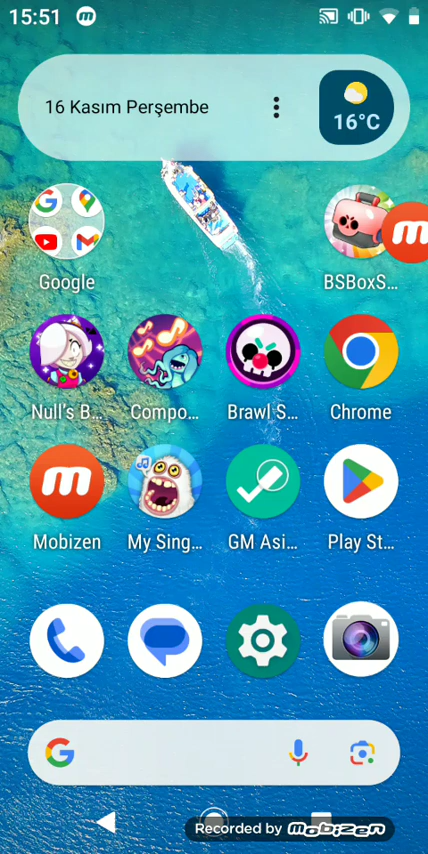 15:51
16 Kasım Perşembe
16°C
Google
BSBoxS...
Null's B...
Compo...
Brawl S...
Chrome
Mobizen
My Sing...
GM Asi...
Play St...
Recorded by Mobizen